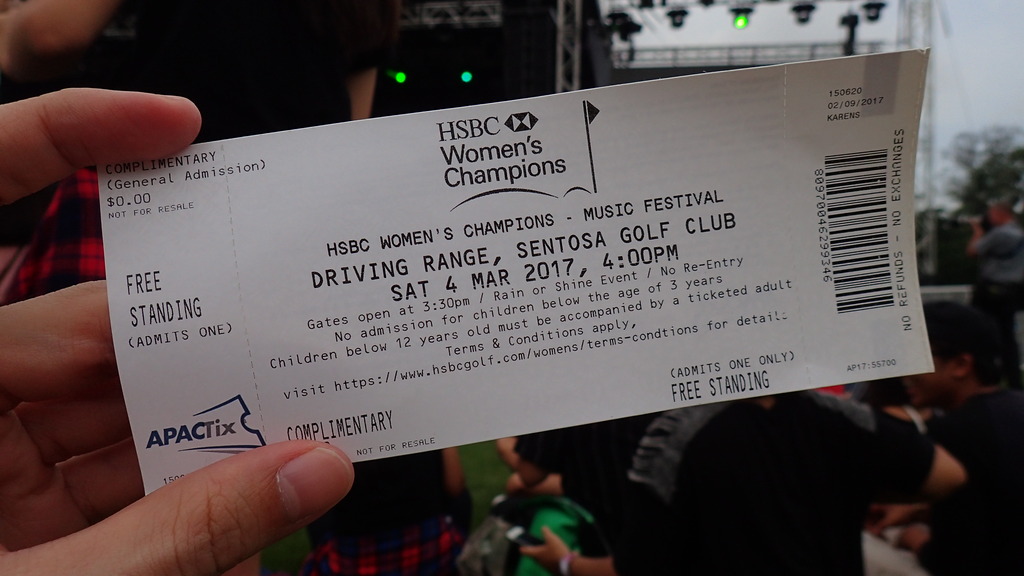 COMPLIMENTARY
(General Admission)
$0.00
NOT FOR RESALE
FREE
STANDING
(ADMITS ONE)
APACTix
HSBC
Women's
Champions
HSBC WOMEN'S CHAMPIONS - MUSIC FESTIVAL
DRIVING RANGE, SENTOSA GOLF CLUB
SAT 4 MAR 2017, 4:00PM
Gates open at 3:30pm / Rain or Shine Event / No Re-Entry
No admission for children below the age of 3 years
Children below 12 years old must be accompanied by a ticketed adult
Terms & Conditions apply,
visit https://www.hsbcgolf.com/womens/terms-condtions for details
COMPLIMENTARY
NOT FOR RESALE
(ADMITS ONE ONLY)
FREE STANDING
150620
02/09/2017
KARENS
8097004629293246
NO REFUNDS - NO EXCHANGES
AP17:55700